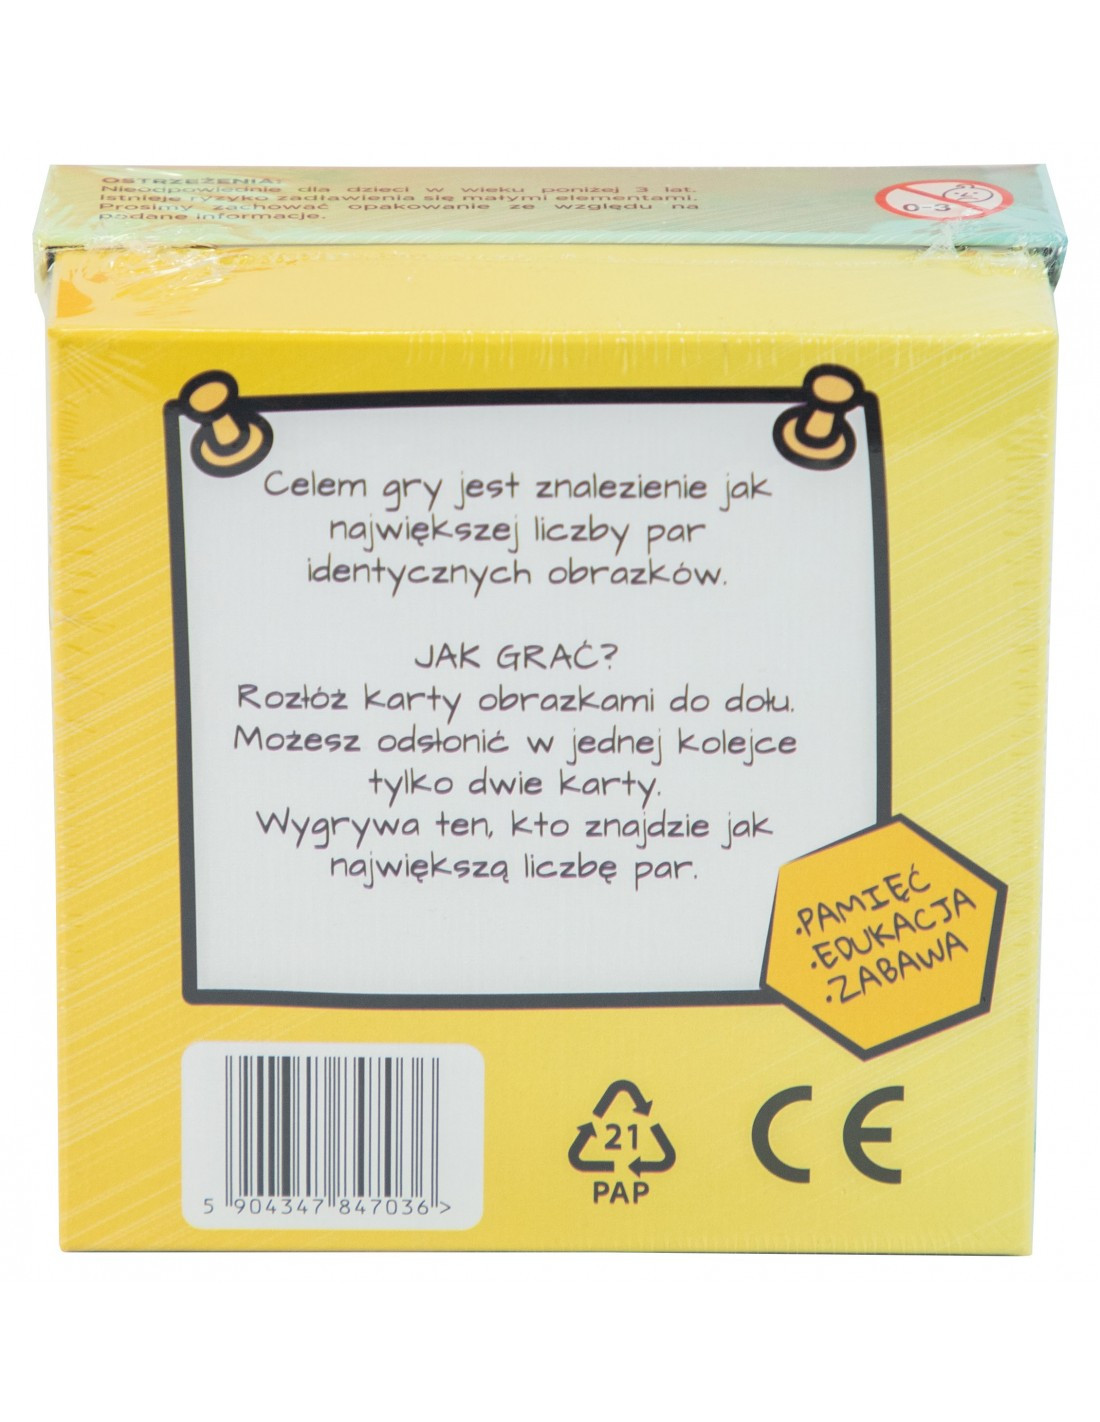 OSTRZEŻENIA:
Nieodpowiednie dla dzieci w wieku poniżej 3 lat.
Istnieje ryzyko zadławienia się małymi elementami.
Prosimy zachować opakowanie ze względu na
podane informacje.
0-3
Celem gry jest znalezienie jak
największej liczby par
identycznych obrazków.
JAK GRAĆ?
Rozłóż karty obrazkami do dołu.
Możesz odsłonić w jednej kolejce
tylko dwie karty.
Wygrywa ten, kto znajdzie jak
największą liczbę par.
•PAMIĘĆ
•EDUKACJA
•ZABAWA
5 904347 847036>
21
PAP
CE